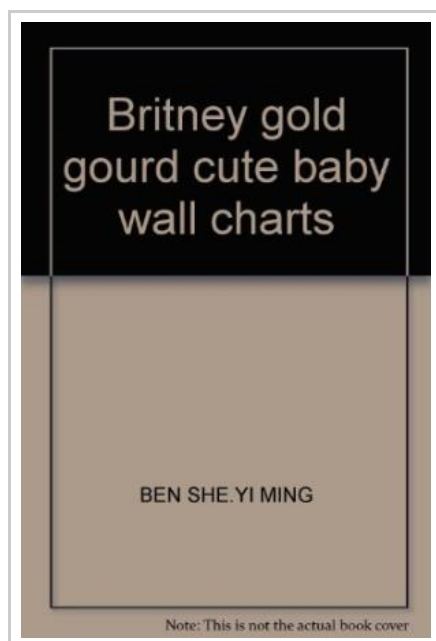 Britney gold
gourd cute baby
wall charts
BEN SHE.YI MING
Note: This is not the actual book cover